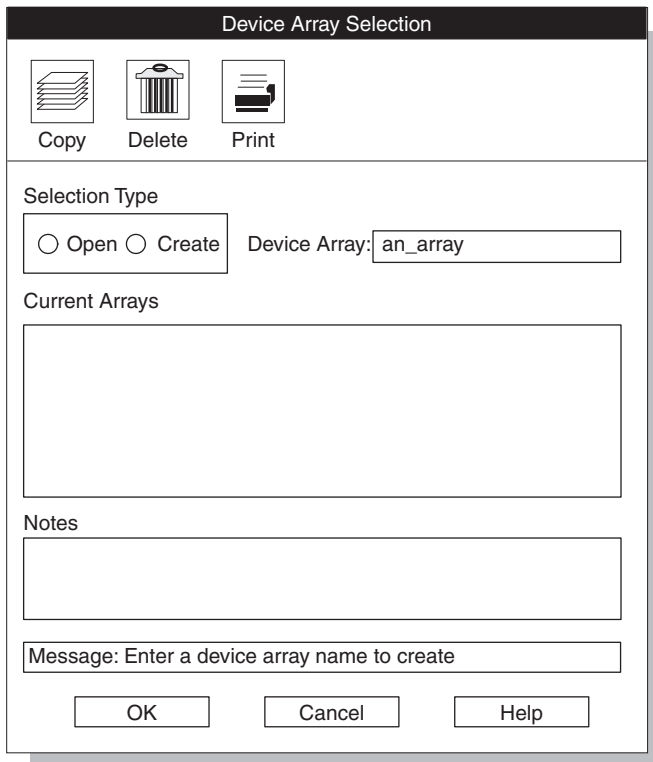 Device Array Selection
Copy Delete Print
Selection Type
Open Create Device Array: an_array
Current Arrays
Notes
Message: Enter a device array name to create
OK Cancel Help